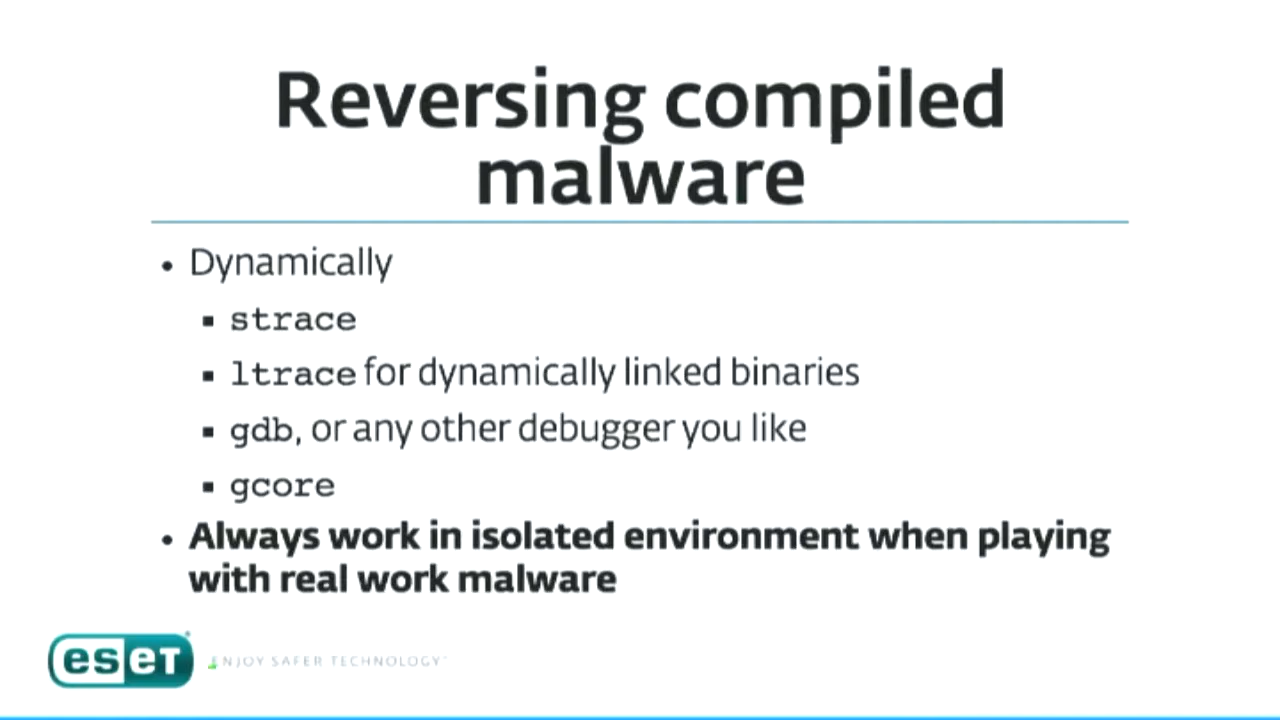 Reversing compiled
malware
• Dynamically
▪ strace
▪ ltrace for dynamically linked binaries
▪ gdb, or any other debugger you like
▪ gcore
• Always work in isolated environment when playing
with real work malware
eseT ENJOY SAFER TECHNOLOGY